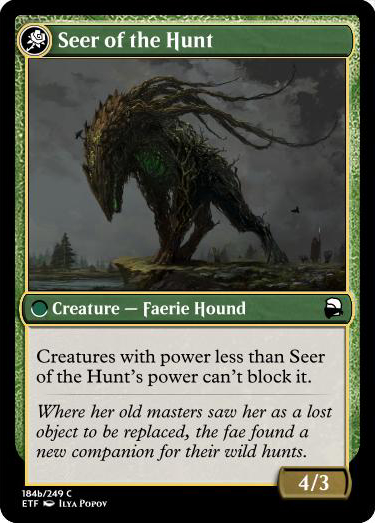 Seer of the Hunt
Creature — Faerie Hound
Creatures with power less than Seer
of the Hunt's power can't block it.
Where her old masters saw her as a lost
object to be replaced, the fae found a
new companion for their wild hunts.
4/3
184b/249 C
ETF Ilya Popov